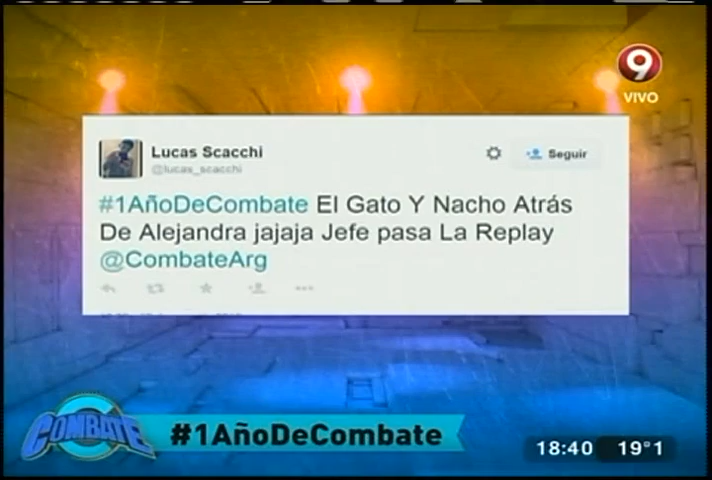 9
VIVO
Lucas Scacchi
@lucas_scacchi
Seguir
#1AñoDeCombate El Gato Y Nacho Atrás
De Alejandra jajaja Jefe pasa La Replay
@CombateArg
COMBATE
#1AñoDeCombate
18:40 19°1